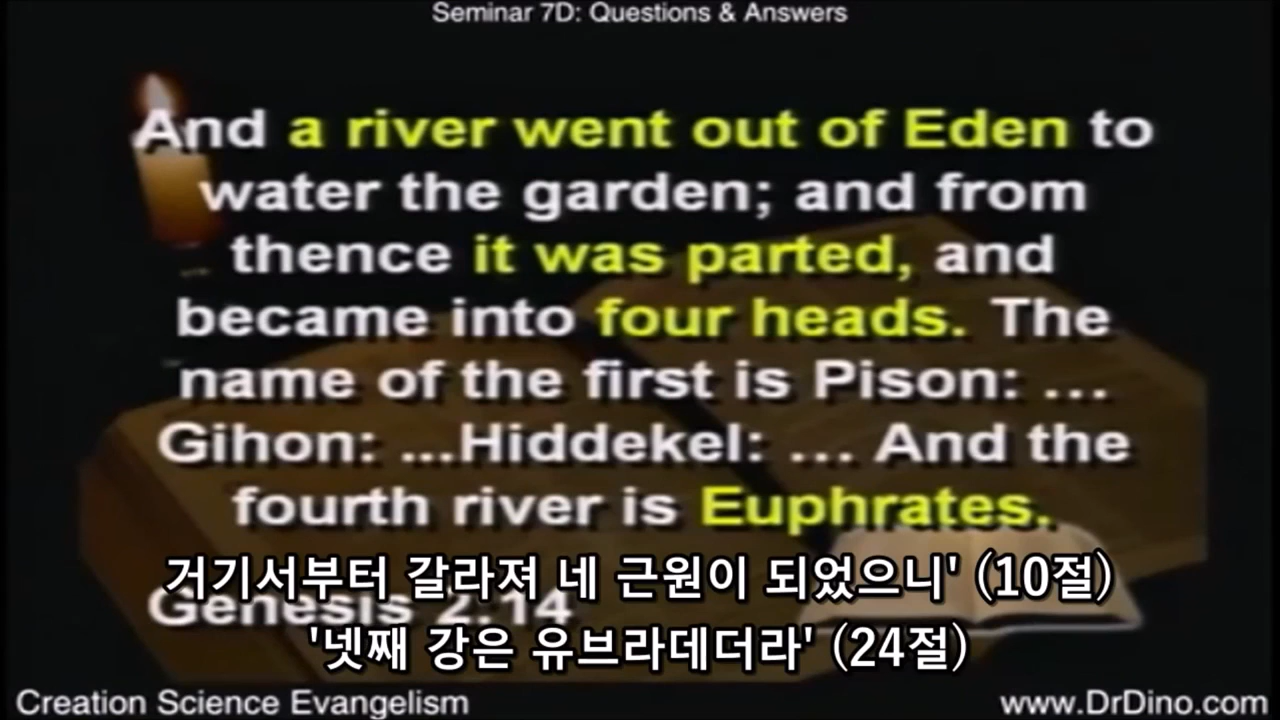 Seminar 7D: Questions & Answers
And a river went out of Eden to
water the garden; and from
thence it was parted, and
became into four heads. The
name of the first is Pison: ...
Gihon: ...Hiddekel: ... And the
fourth river is Euphrates.
거기서부터 갈라져 네 근원이 되었으니' (10절)
Genesis 2:14
'넷째 강은 유브라데더라' (24절)
Creation Science Evangelism
www.DrDino.com